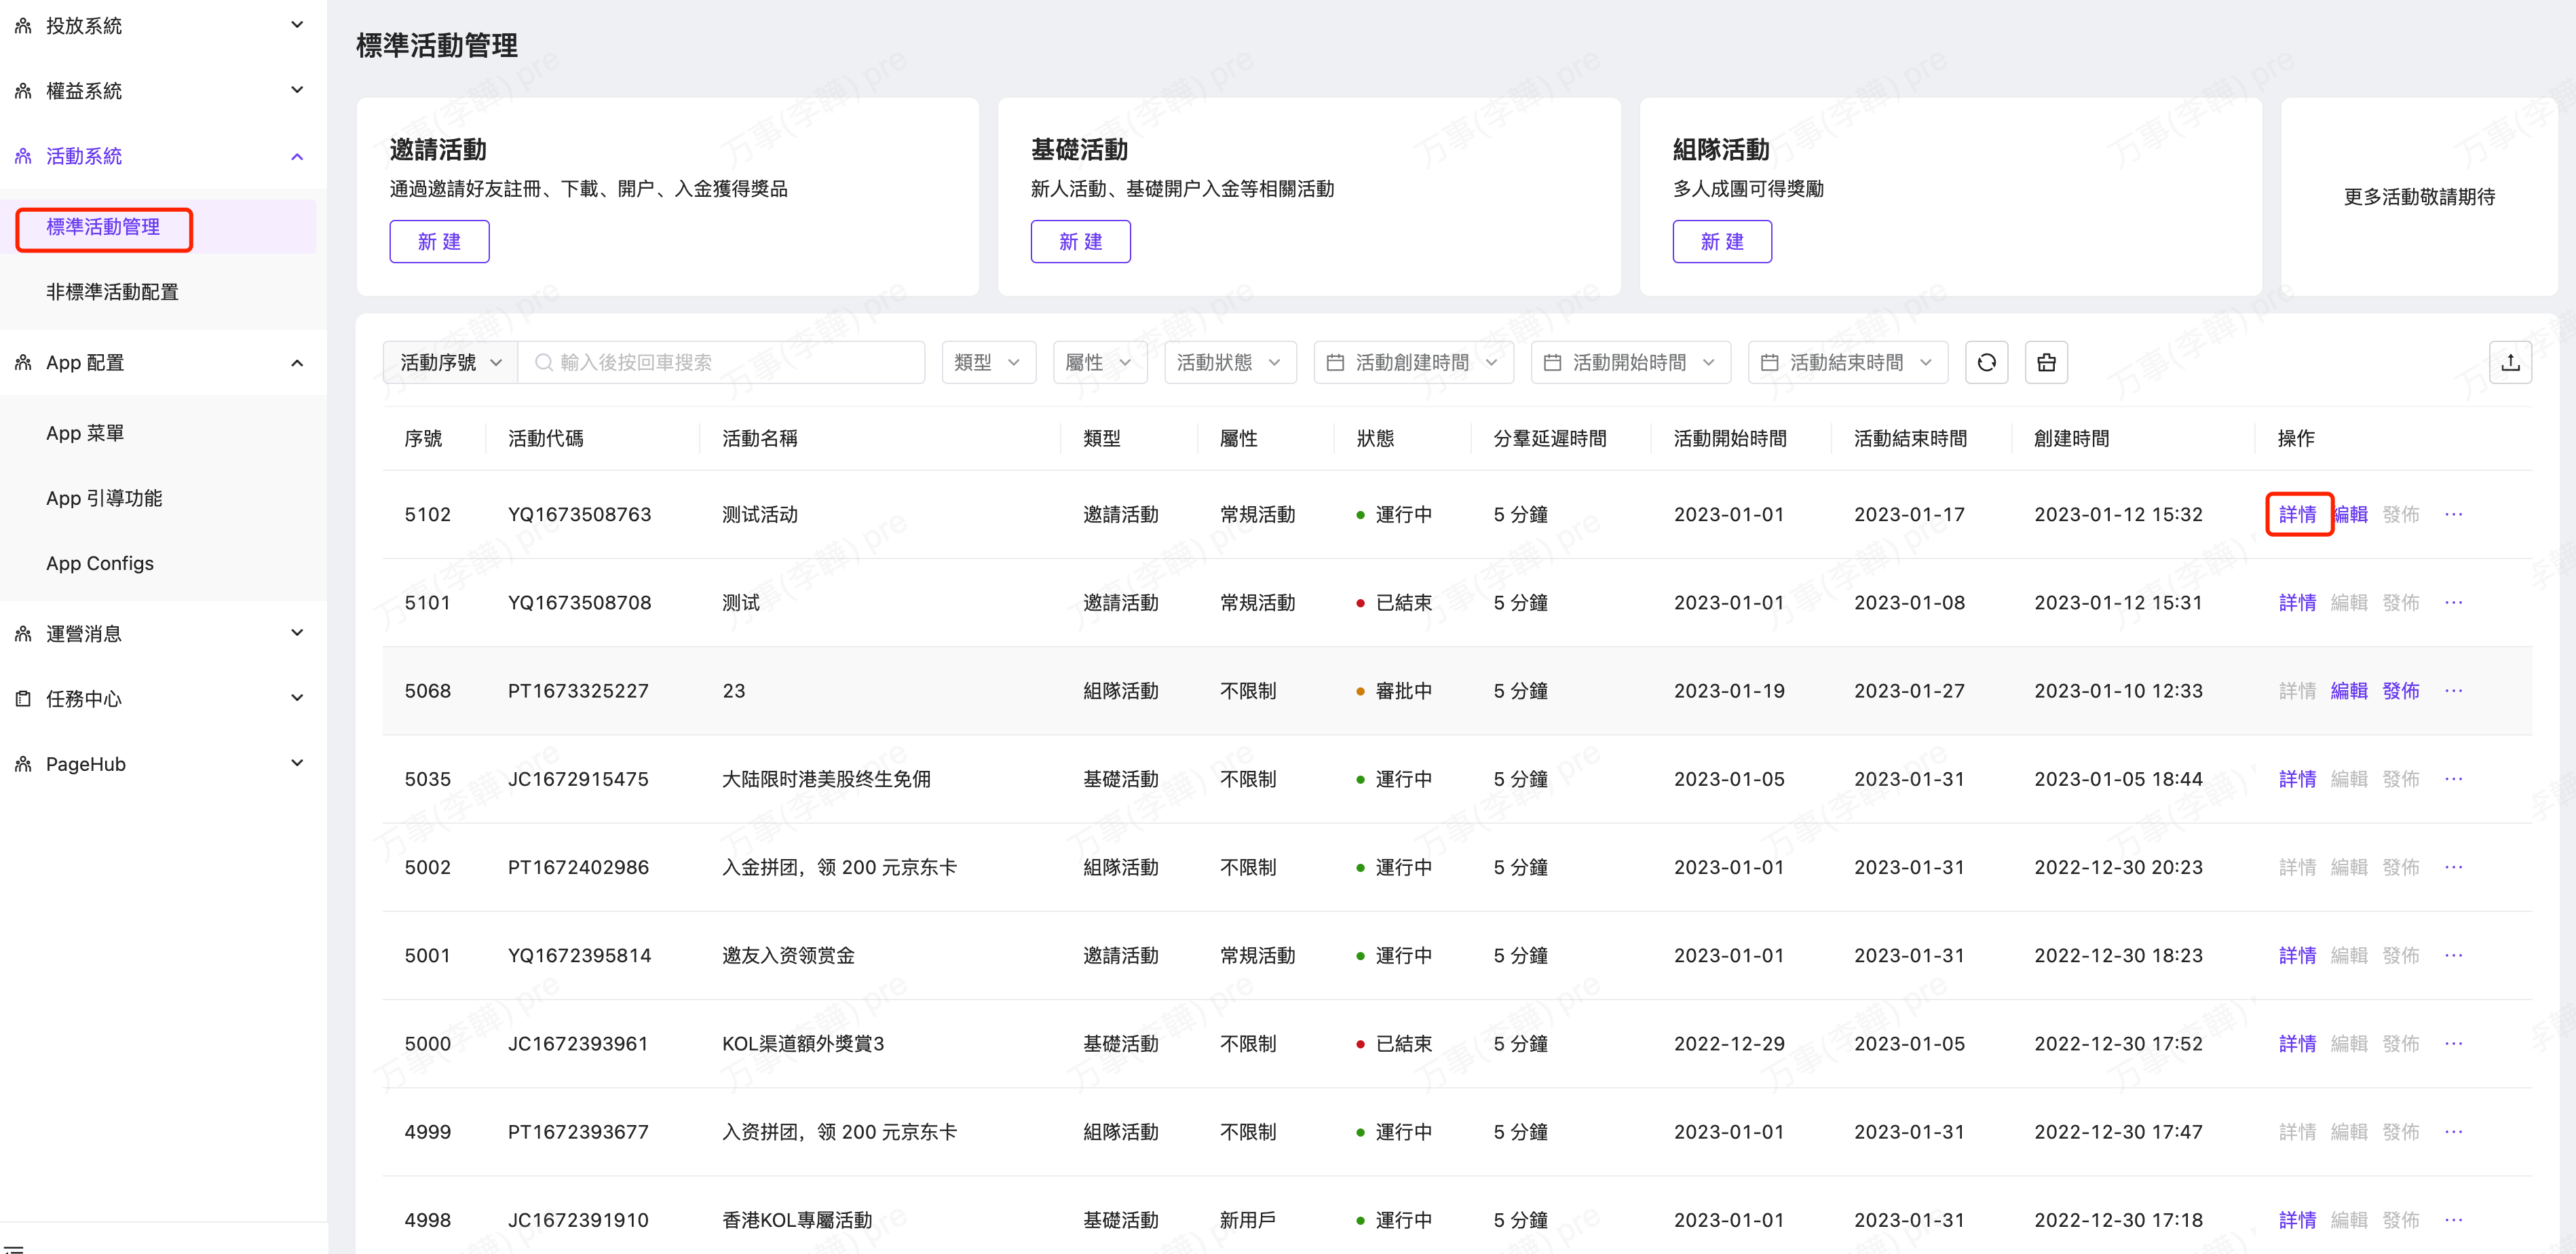 投放系統
權益系統
活動系統
標準活動管理
非標準活動配置
App 配置
App 菜單
App 引導功能
App Configs
運營消息
任務中心
PageHub
標準活動管理
邀請活動
通過邀請好友註冊、下載、開户、入金獲得獎品
新 建
基礎活動
新人活動、基礎開户入金等相關活動
新 建
組隊活動
多人成團可得獎勵
新 建
更多活動敬請期待
活動序號 輸入後按回車搜索 類型 屬性 活動狀態 活動創建時間 活動開始時間 活動結束時間
序號 活動代碼 活動名稱 類型 屬性 狀態 分羣延遲時間 活動開始時間 活動結束時間 創建時間 操作
5102 YQ1673508763 测试活动 邀請活動 常規活動 運行中 5 分鐘 2023-01-01 2023-01-17 2023-01-12 15:32 詳情 編輯 發佈 ···
5101 YQ1673508708 测试 邀請活動 常規活動 已結束 5 分鐘 2023-01-01 2023-01-08 2023-01-12 15:31 詳情 編輯 發佈 ···
5068 PT1673325227 23 組隊活動 不限制 審批中 5 分鐘 2023-01-19 2023-01-27 2023-01-10 12:33 詳情 編輯 發佈 ···
5035 JC1672915475 大陆限时港美股终生免佣 基礎活動 不限制 運行中 5 分鐘 2023-01-05 2023-01-31 2023-01-05 18:44 詳情 編輯 發佈 ···
5002 PT1672402986 入金拼团，领 200 元京东卡 組隊活動 不限制 運行中 5 分鐘 2023-01-01 2023-01-31 2022-12-30 20:23 詳情 編輯 發佈 ···
5001 YQ1672395814 邀友入资领赏金 邀請活動 常規活動 運行中 5 分鐘 2023-01-01 2023-01-31 2022-12-30 18:23 詳情 編輯 發佈 ···
5000 JC1672393961 KOL渠道額外獎賞3 基礎活動 不限制 已結束 5 分鐘 2022-12-29 2023-01-05 2022-12-30 17:52 詳情 編輯 發佈 ···
4999 PT1672393677 入资拼团，领 200 元京东卡 組隊活動 不限制 運行中 5 分鐘 2023-01-01 2023-01-31 2022-12-30 17:47 詳情 編輯 發佈 ···
4998 JC1672391910 香港KOL專屬活動 基礎活動 新用戶 運行中 5 分鐘 2023-01-01 2023-01-31 2022-12-30 17:18 詳情 編輯 發佈 ···